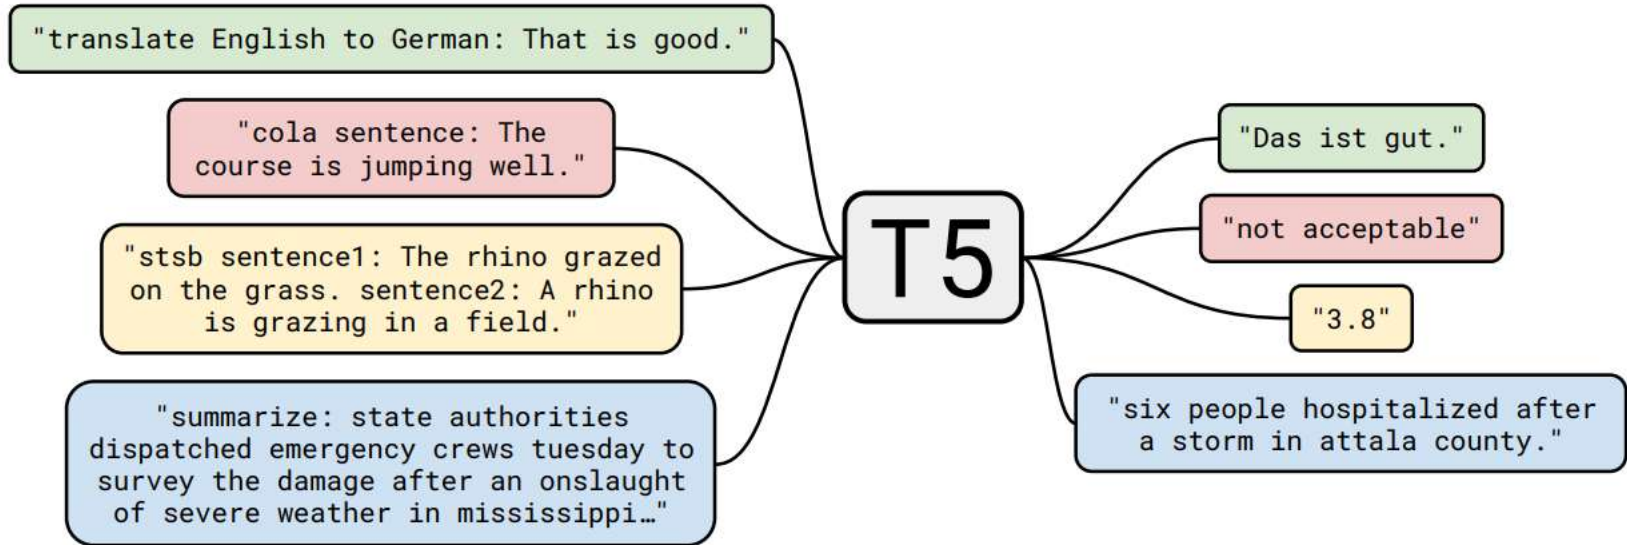 "translate English to German: That is good."
"cola sentence: The
course is jumping well."
"stsb sentence1: The rhino grazed
on the grass. sentence2: A rhino
is grazing in a field."
"summarize: state authorities
dispatched emergency crews tuesday to
survey the damage after an onslaught
of severe weather in mississippi…"
T5
"Das ist gut."
"not acceptable"
"3.8"
"six people hospitalized after
a storm in attala county."